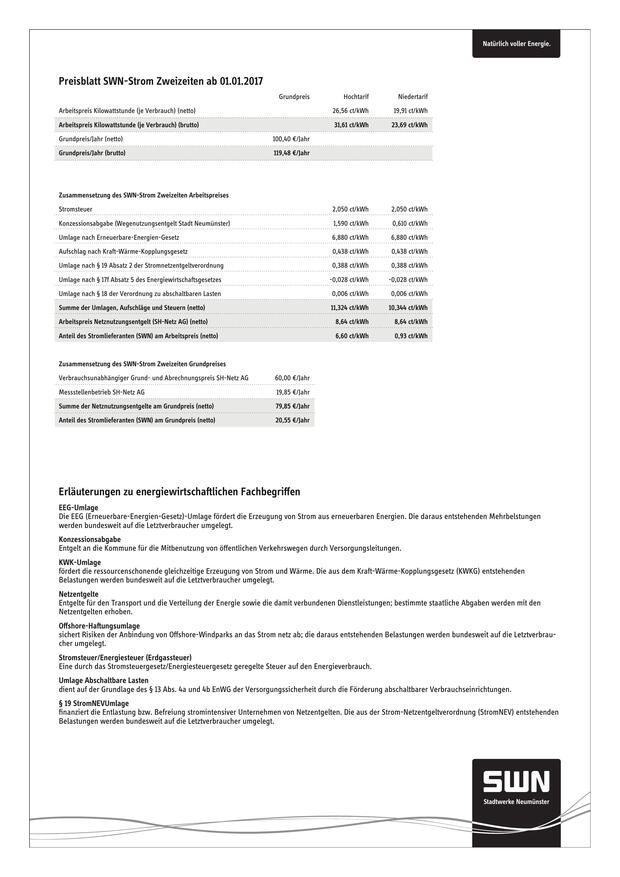 Natürlich voller Energie.
Preisblatt SWN-Strom Zweizeiten ab 01.01.2017
Grundpreis Hochtarif Niedertarif
Arbeitspreis Kilowattstunde (je Verbrauch) (netto) 26,56 ct/kWh 19,91 ct/kWh
Arbeitspreis Kilowattstunde (je Verbrauch) (brutto) 31,61 ct/kWh 23,69 ct/kWh
Grundpreis/Jahr (netto) 100,40 €/Jahr
Grundpreis/Jahr (brutto) 119,48 €/Jahr
Zusammensetzung des SWN-Strom Zweizeiten Arbeitspreises
Stromsteuer 2,050 ct/kWh 2,050 ct/kWh
Konzessionsabgabe (Wegenutzungsentgelt Stadt Neumünster) 1,590 ct/kWh 0,610 ct/kWh
Umlage nach Erneuerbare-Energien-Gesetz 6,880 ct/kWh 6,880 ct/kWh
Aufschlag nach Kraft-Wärme-Kopplungsgesetz 0,438 ct/kWh 0,438 ct/kWh
Umlage nach § 19 Absatz 2 der Stromnetzentgeltverordnung 0,388 ct/kWh 0,388 ct/kWh
Umlage nach § 17f Absatz 5 des Energiewirtschaftsgesetzes -0,028 ct/kWh -0,028 ct/kWh
Umlage nach § 18 der Verordnung zu abschaltbaren Lasten 0,006 ct/kWh 0,006 ct/kWh
Summe der Umlagen, Aufschläge und Steuern (netto) 11,324 ct/kWh 10,344 ct/kWh
Arbeitspreis Netznutzungsentgelt (SH-Netz AG) (netto) 8,64 ct/kWh 8,64 ct/kWh
Anteil des Stromlieferanten (SWN) am Arbeitspreis (netto) 6,60 ct/kWh 0,93 ct/kWh
Zusammensetzung des SWN-Strom Zweizeiten Grundpreises
Verbrauchsunabhängiger Grund- und Abrechnungspreis SH-Netz AG 60,00 €/Jahr
Messstellenbetrieb SH-Netz AG 19,85 €/Jahr
Summe der Netznutzungsentgelte am Grundpreis (netto) 79,85 €/Jahr
Anteil des Stromlieferanten (SWN) am Grundpreis (netto) 20,55 €/Jahr
Erläuterungen zu energiewirtschaftlichen Fachbegriffen
EEG-Umlage
Die EEG (Erneuerbare-Energien-Gesetz)-Umlage fördert die Erzeugung von Strom aus erneuerbaren Energien. Die daraus entstehenden Mehrbelstungen
werden bundesweit auf die Letztverbraucher umgelegt.
Konzessionsabgabe
Entgelt an die Kommune für die Mitbenutzung von öffentlichen Verkehrswegen durch Versorgungsleitungen.
KWK-Umlage
fördert die ressourcenschonende gleichzeitige Erzeugung von Strom und Wärme. Die aus dem Kraft-Wärme-Kopplungsgesetz (KWKG) entstehenden
Belastungen werden bundesweit auf die Letztverbraucher umgelegt.
Netzentgelte
Entgelte für den Transport und die Verteilung der Energie sowie die damit verbundenen Dienstleistungen; bestimmte staatliche Abgaben werden mit den
Netzentgelten erhoben.
Offshore-Haftungsumlage
sichert Risiken der Anbindung von Offshore-Windparks an das Strom netz ab; die daraus entstehenden Belastungen werden bundesweit auf die Letztverbrau-
cher umgelegt.
Stromsteuer/Energiesteuer (Erdgassteuer)
Eine durch das Stromsteuergesetz/Energiesteuergesetz geregelte Steuer auf den Energieverbrauch.
Umlage Abschaltbare Lasten
dient auf der Grundlage des § 13 Abs. 4a und 4b EnWG der Versorgungssicherheit durch die Förderung abschaltbarer Verbrauchseinrichtungen.
§ 19 StromNEVUmlage
finanziert die Entlastung bzw. Befreiung stromintensiver Unternehmen von Netzentgelten. Die aus der Strom-Netzentgeltverordnung (StromNEV) entstehenden
Belastungen werden bundesweit auf die Letztverbraucher umgelegt.
SWN
Stadtwerke Neumünster